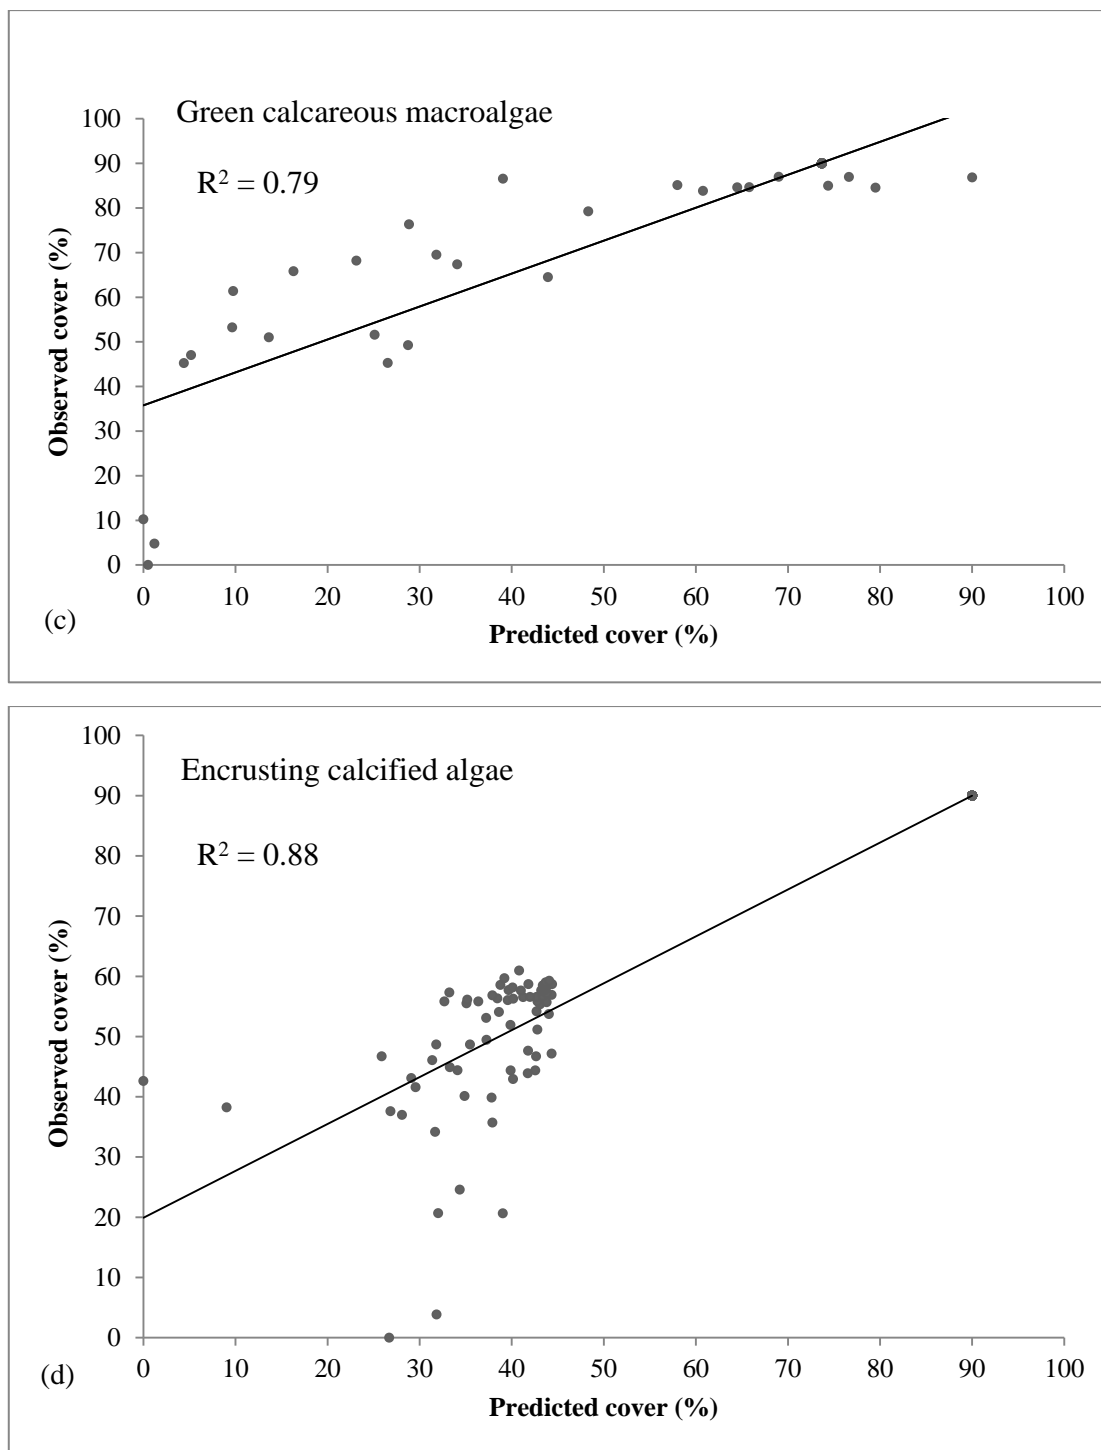 Green calcareous macroalgae
R² = 0.79
100
90
80
70
60
50
40
30
20
10
0
Observed cover (%)
0 10 20 30 40 50 60 70 80 90 100
Predicted cover (%)
(c)
Encrusting calcified algae
R² = 0.88
100
90
80
70
60
50
40
30
20
10
0
Observed cover (%)
0 10 20 30 40 50 60 70 80 90 100
Predicted cover (%)
(d)